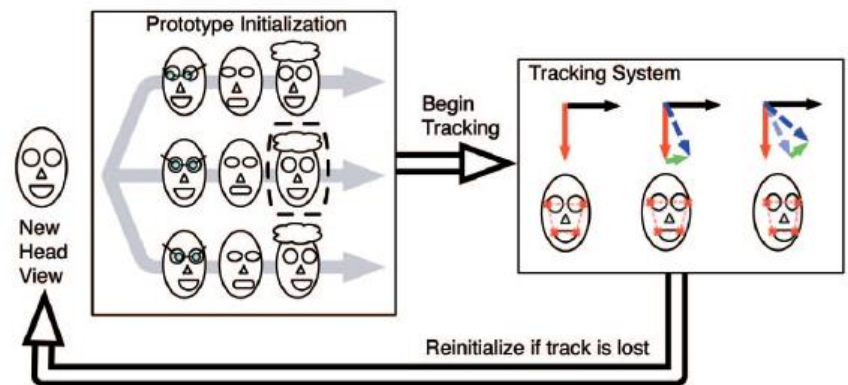 Prototype Initialization
New
Head
View
Begin
Tracking
Tracking System
Reinitialize if track is lost